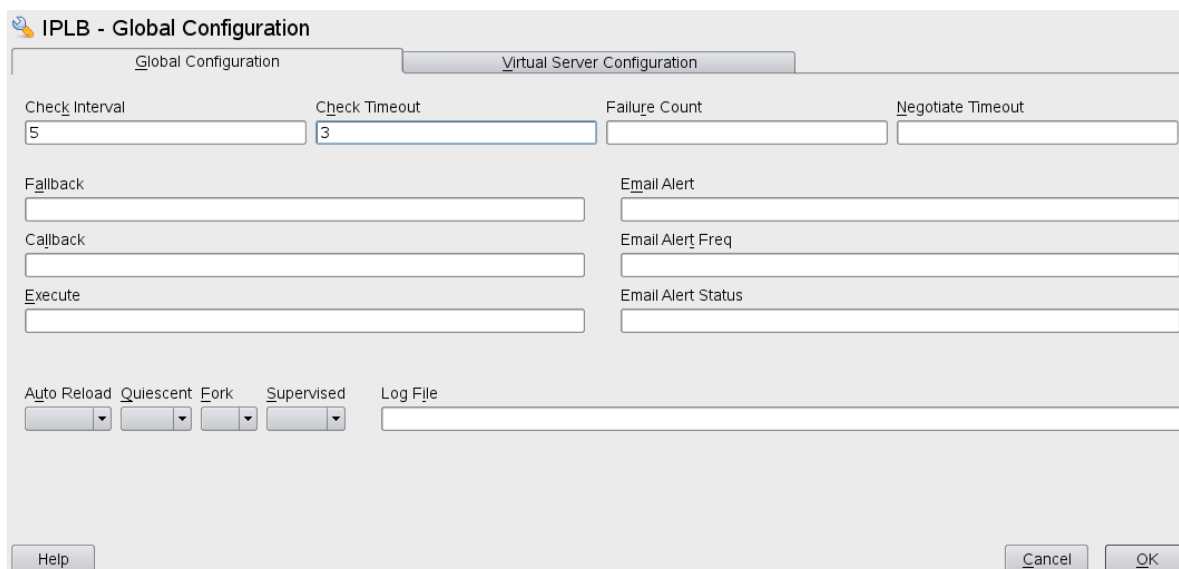 IPLB - Global Configuration
Global Configuration
Virtual Server Configuration
Check Interval
Check Timeout
Failure Count
Negotiate Timeout
5
3
Fallback
Email Alert
Callback
Email Alert Freq
Execute
Email Alert Status
Auto Reload
Quiescent
Fork
Supervised
Log File
Help
Cancel
OK